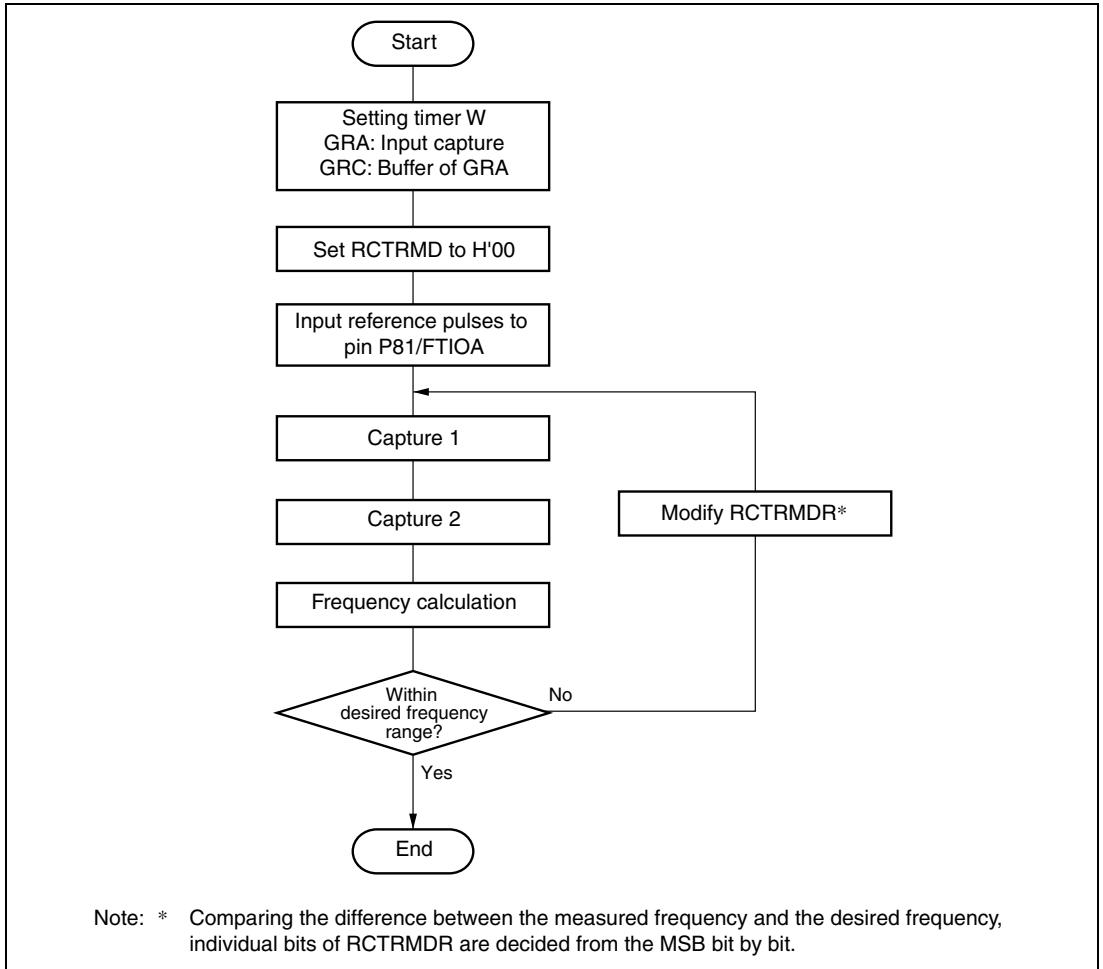 Start
Setting timer W
GRA: Input capture
GRC: Buffer of GRA
Set RCTRMD to H'00
Input reference pulses to
pin P81/FTIOA
Capture 1
Capture 2
Modify RCTRMDR*
Frequency calculation
Within
desired frequency
range?
No
Yes
End
Note: * Comparing the difference between the measured frequency and the desired frequency,
individual bits of RCTRMDR are decided from the MSB bit by bit.